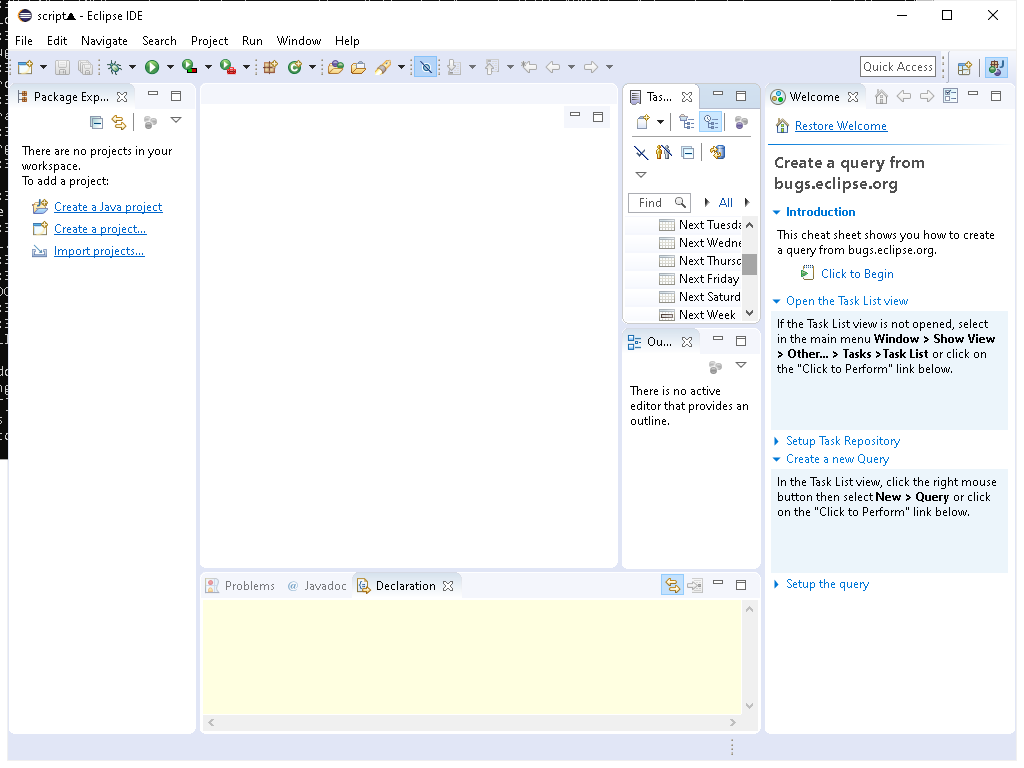 script▲ - Eclipse IDE
File Edit Navigate Search Project Run Window Help
Quick Access
Package Exp...
There are no projects in your
workspace.
To add a project:
Create a Java project
Create a project...
Import projects...
Tas...
Find
All
Next Tuesda
Next Wedne
Next Thursd
Next Friday
Next Saturd
Next Week
Ou...
There is no active
editor that provides an
outline.
Welcome
Restore Welcome
Create a query from
bugs.eclipse.org
Introduction
This cheat sheet shows you how to create
a query from bugs.eclipse.org.
Click to Begin
Open the Task List view
If the Task List view is not opened, select
in the main menu Window > Show View
> Other... > Tasks >Task List or click on
the "Click to Perform" link below.
Setup Task Repository
Create a new Query
In the Task List view, click the right mouse
button then select New > Query or click
on the "Click to Perform" link below.
Setup the query
Problems @ Javadoc Declaration